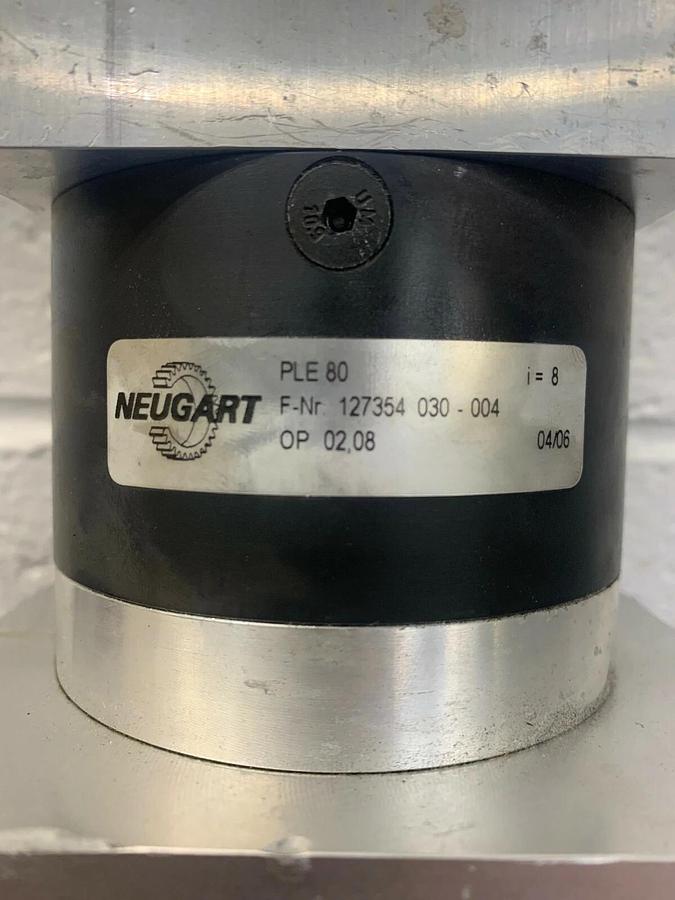 NEUGART
PLE 80 i = 8
F-Nr. 127354 030 - 004
OP 02,08 04/06